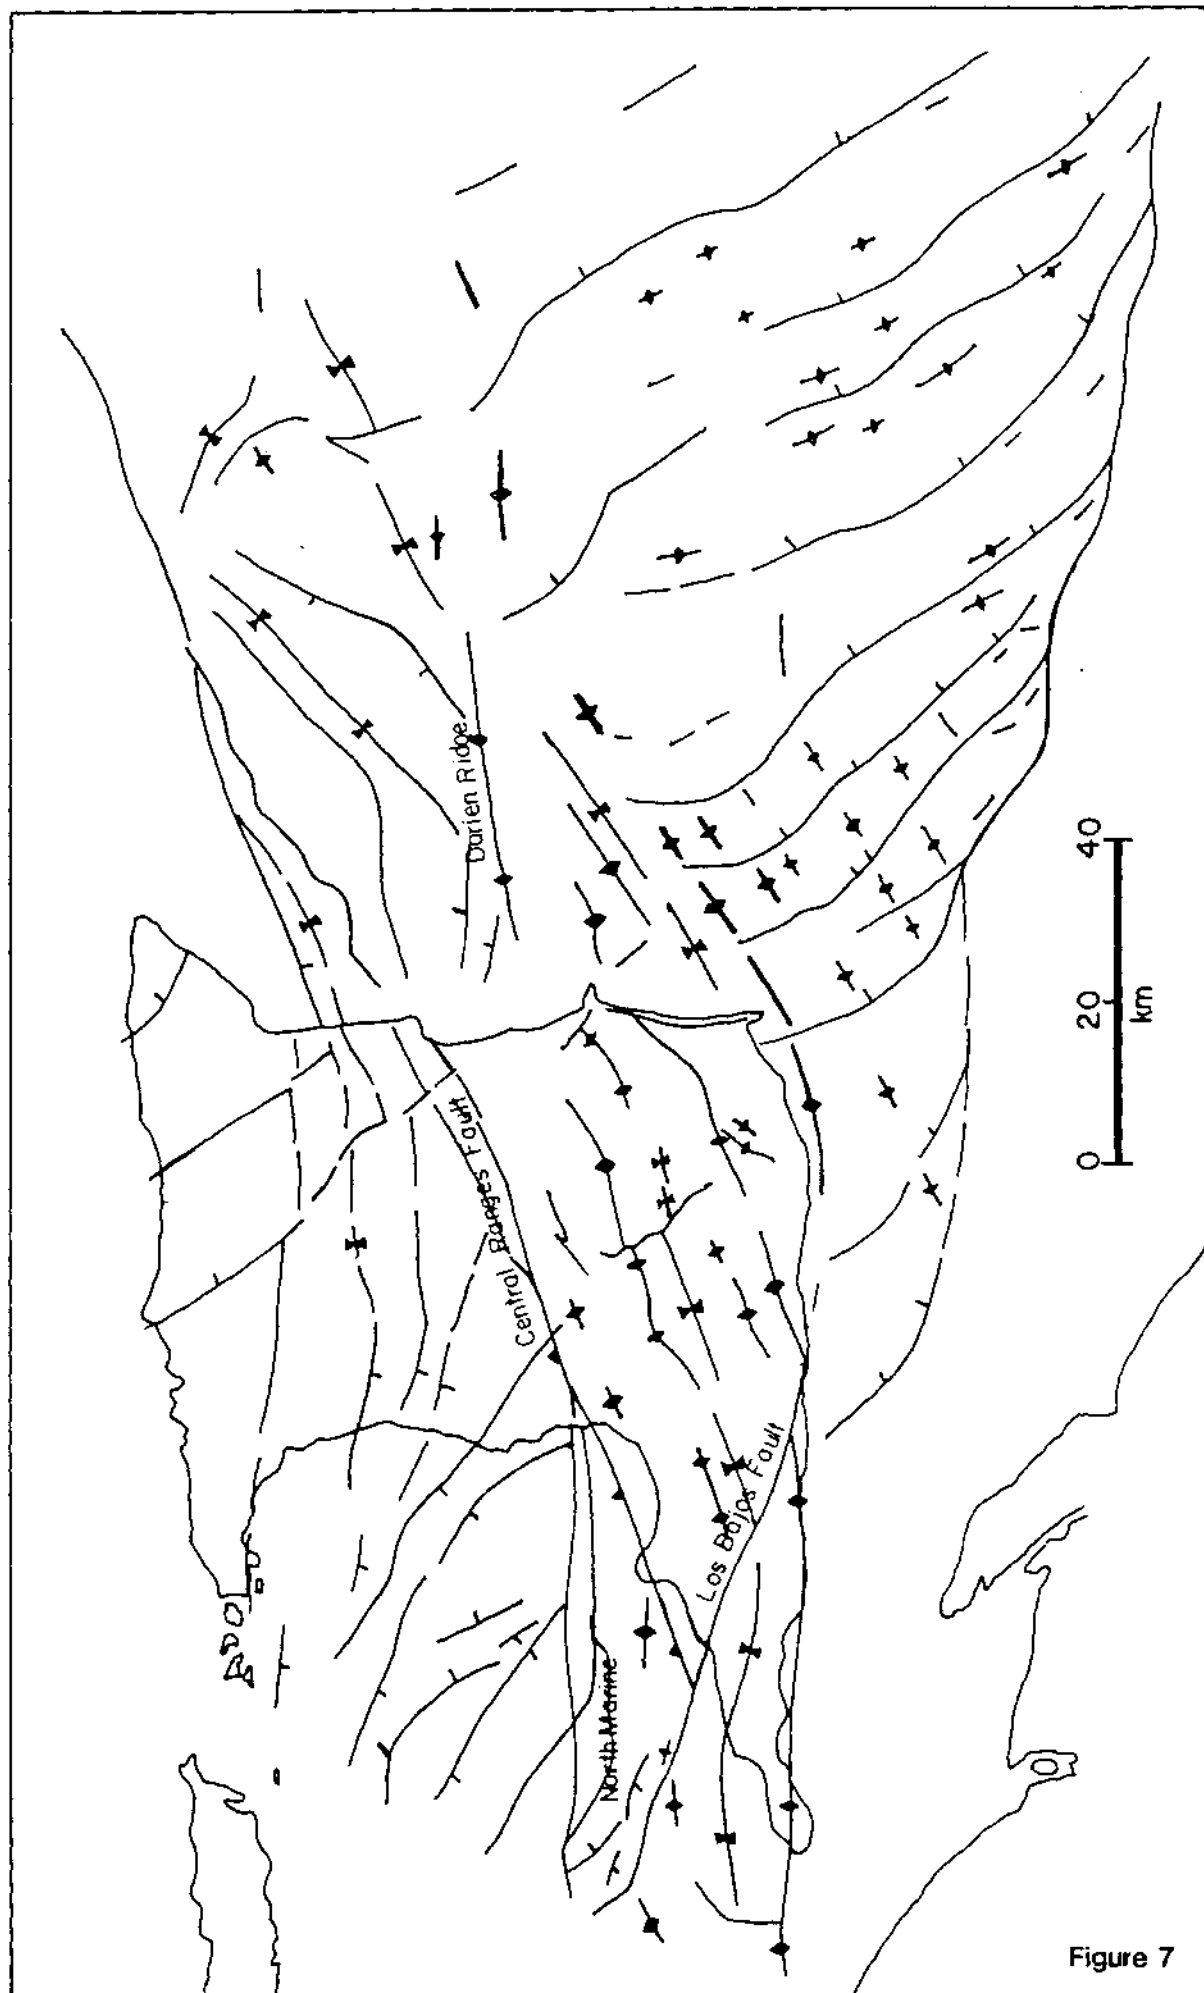 Darien Ridge
Central Ranges Fault
Los Bajos Fault
North Marine
0 20 40
km
Figure 7